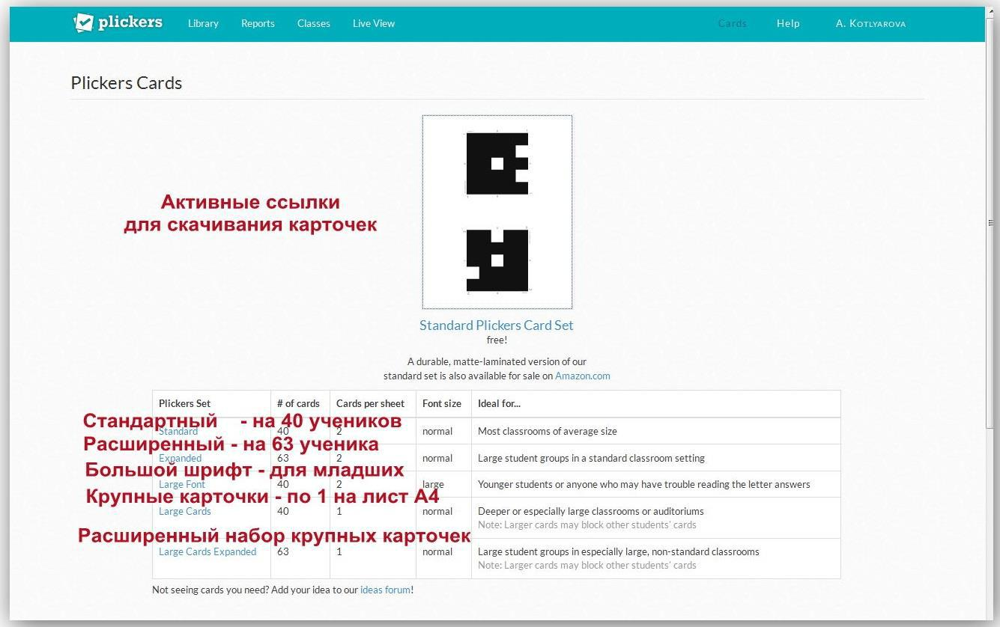 plickers Library Reports Classes Live View Cards Help A. KOTLYAROVA
Plickers Cards
Активные ссылки
для скачивания карточек
Standard Plickers Card Set
free!
A durable, matte-laminated version of our
standard set is also available for sale on Amazon.com
Plickers Set # of cards Cards per sheet Font size Ideal for...
Стандартный - на 40 учеников
Standard 40 2 normal Most classrooms of average size
Расширенный - на 63 ученика
Expanded 63 2 normal Large student groups in a standard classroom setting
Большой шрифт - для младших
Large Font 40 2 large Younger students or anyone who may have trouble reading the letter answers
Крупные карточки - по 1 на лист А4
Large Cards 40 1 normal Deeper or especially large classrooms or auditoriums
Note: Larger cards may block other students' cards
Расширенный набор крупных карточек
Large Cards Expanded 63 1 normal Large student groups in especially large, non-standard classrooms
Note: Larger cards may block other students' cards
Not seeing cards you need? Add your idea to our ideas forum!